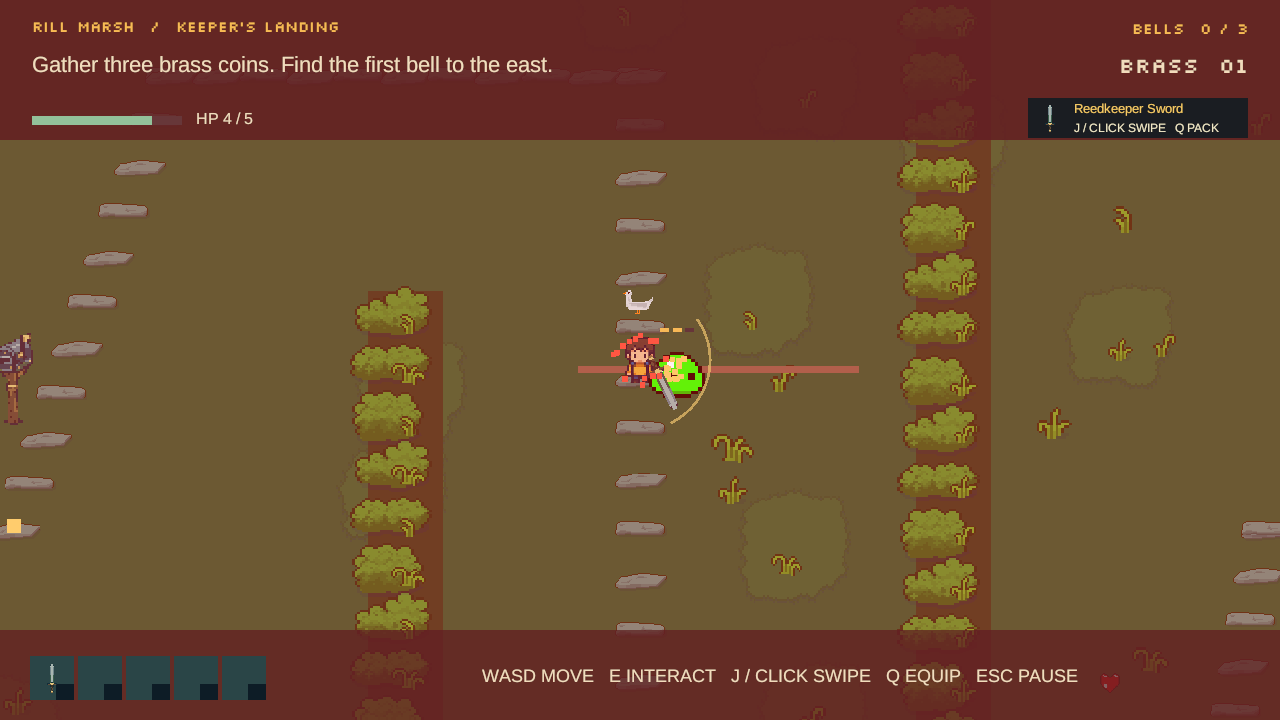 RILL MARSH / KEEPER'S LANDING
Gather three brass coins. Find the first bell to the east.
HP 4 / 5
BELLS 0 / 3
BRASS 01
Reedkeeper Sword
J / CLICK SWIPE Q PACK
WASD MOVE E INTERACT J / CLICK SWIPE Q EQUIP ESC PAUSE